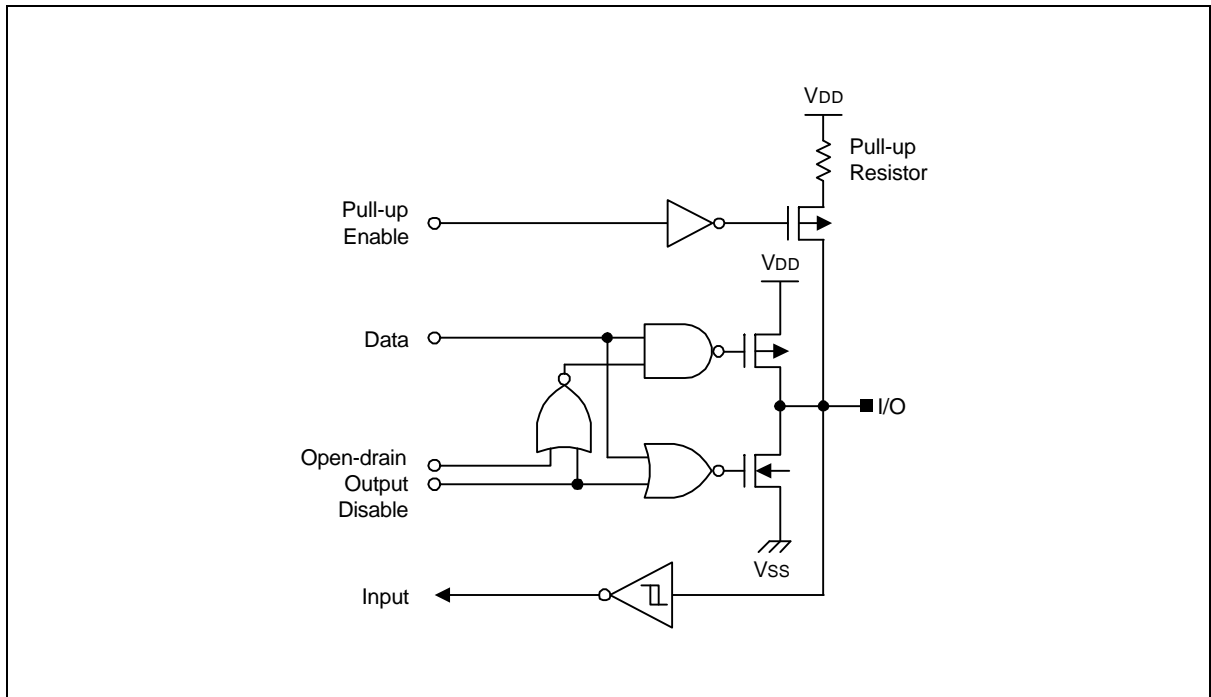 VDD
Pull-up
Resistor
Pull-up
Enable
VDD
Data
I/O
Open-drain
Output
Disable
VSS
Input